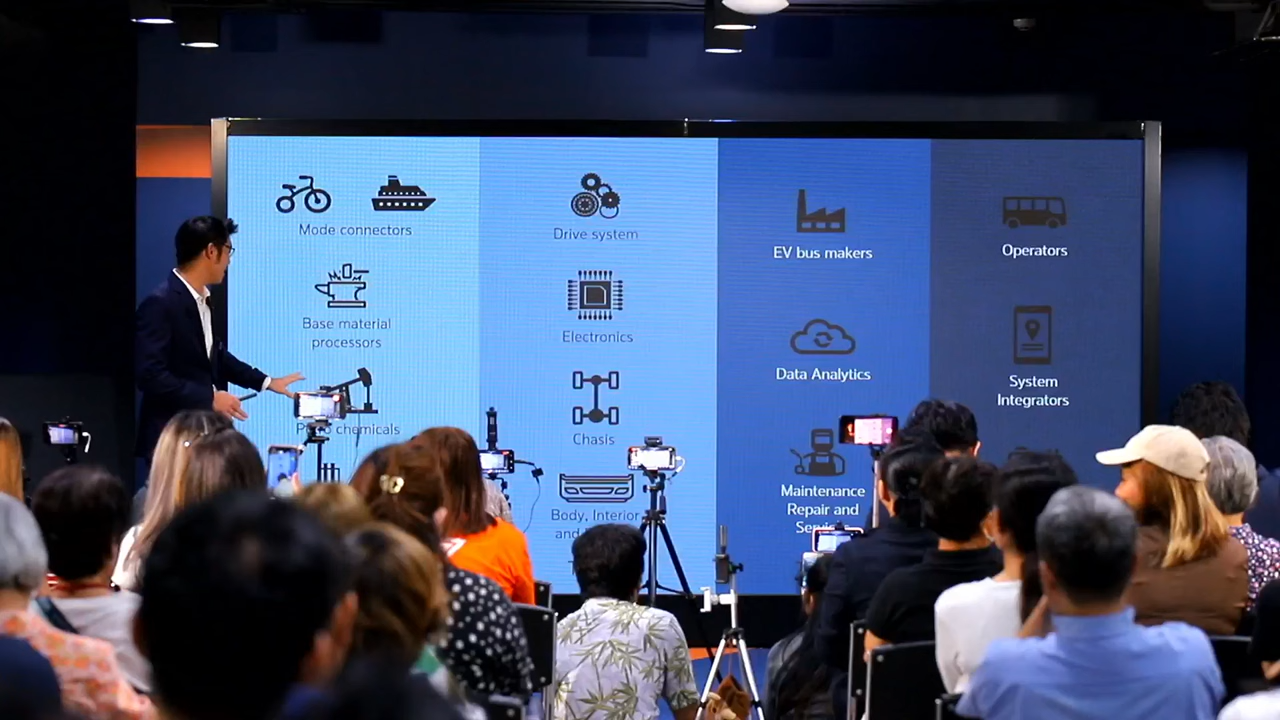 Mode connectors
Base material
processors
chemicals
Drive system
Electronics
Chasis
Body, Interior
and
EV bus makers
Data Analytics
Maintenance
Repair and
Operators
System
Integrators